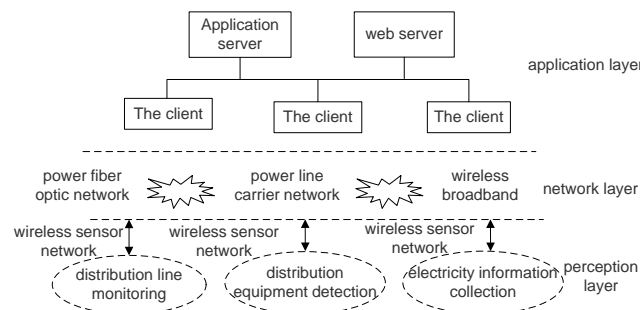 Application
server
web server
application layer
The client
The client
The client
power fiber
optic network
power line
carrier network
wireless
broadband
network layer
wireless sensor
network
wireless sensor
network
wireless sensor
network
distribution line
monitoring
distribution
equipment detection
electricity information
collection
perception
layer